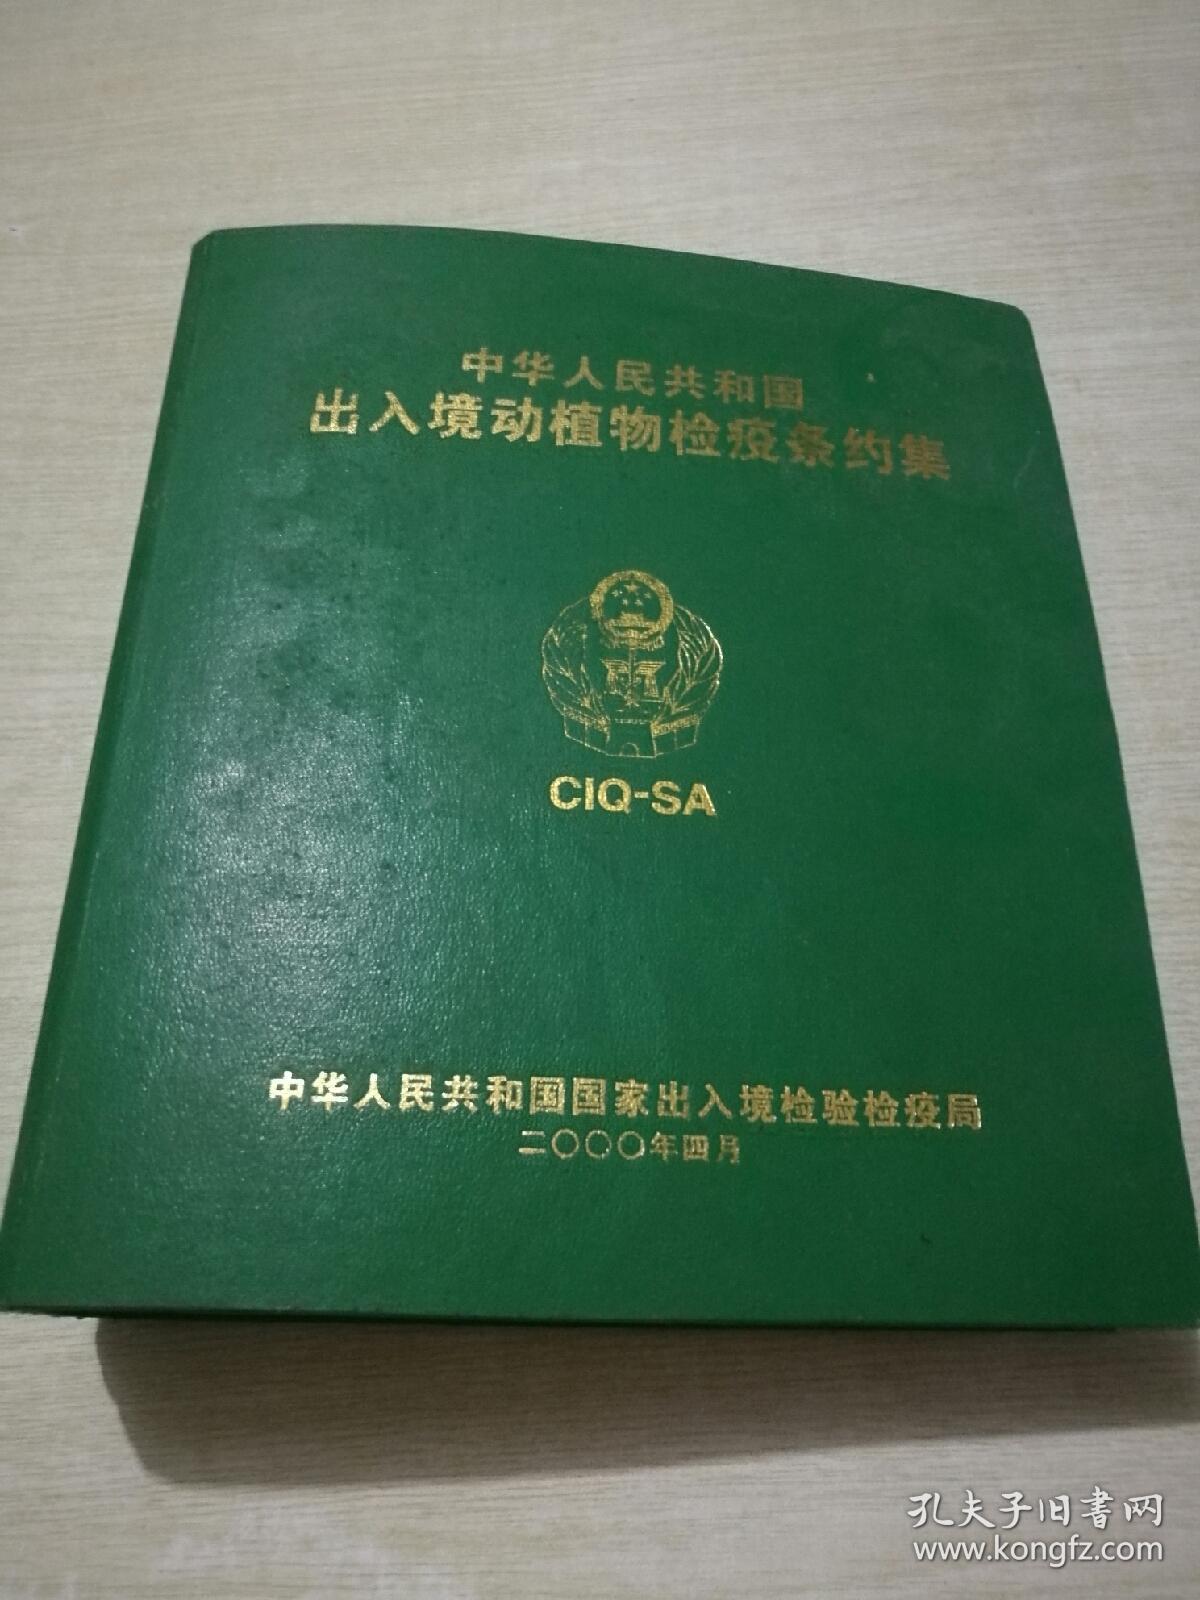 中华人民共和国
出入境动植物检疫条约集
CIQ-SA
中华人民共和国国家出入境检验检疫局
二〇〇〇年四月
孔夫子旧书网
www.kongfz.com